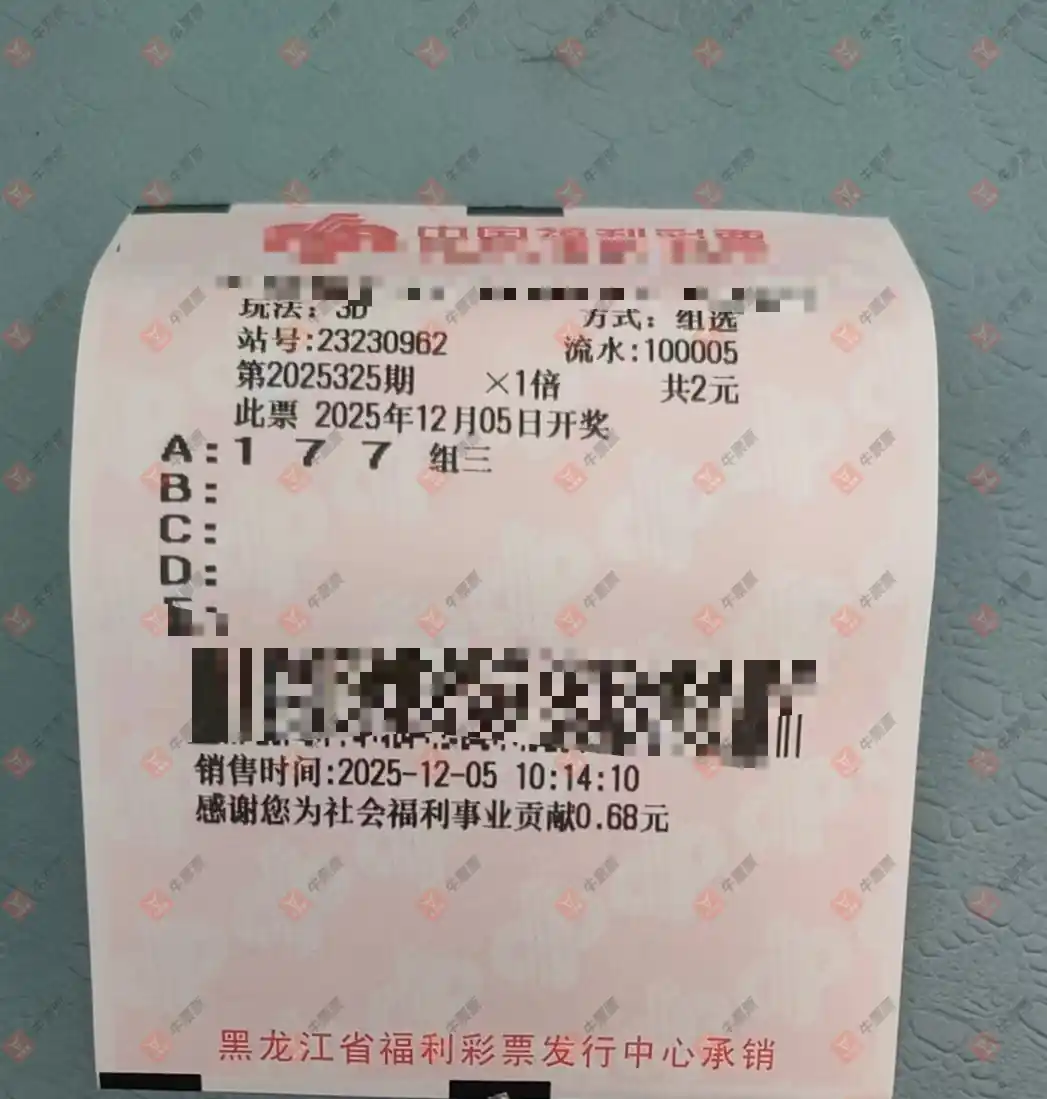 中国福利彩票
玩法：3D 方式：组选
站号:23230962 流水:100005
第2025325期 ×1倍 共2元
此票 2025年12月05日开奖
A:1 7 7 组三
B:
C:
D:
E:
销售时间:2025-12-05 10:14:10
感谢您为社会福利事业贡献0.68元
黑龙江省福利彩票发行中心承销